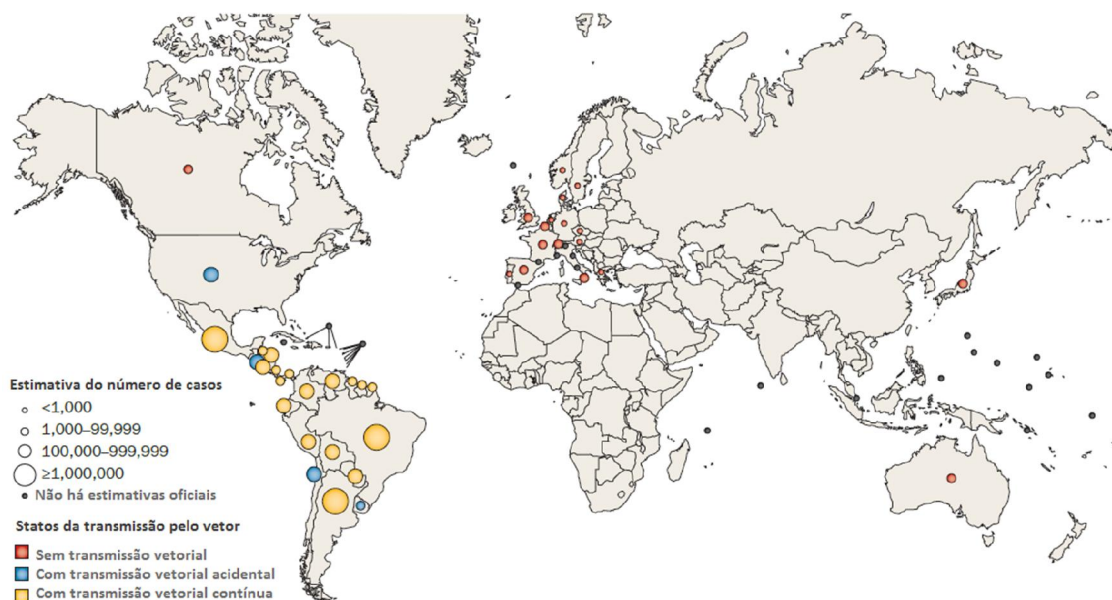 Estimativa do número de casos
<1,000
1,000–99,999
100,000–999,999
≥1,000,000
Não há estimativas oficiais
Statos da transmissão pelo vetor
Sem transmissão vetorial
Com transmissão vetorial acidental
Com transmissão vetorial contínua